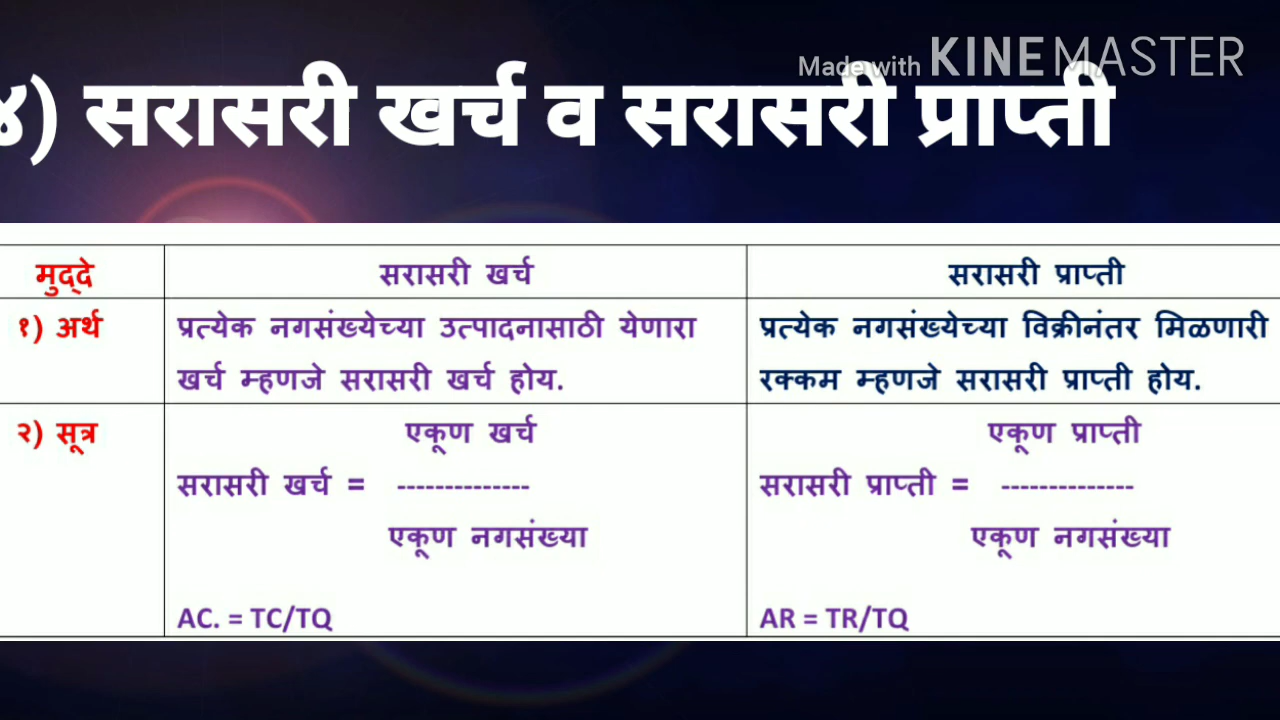 Made with KINEMASTER
४) सरासरी खर्च व सरासरी प्राप्ती
मुद्दे सरासरी खर्च सरासरी प्राप्ती
१) अर्थ प्रत्येक नगसंख्येच्या उत्पादनासाठी येणारा प्रत्येक नगसंख्येच्या विक्रीनंतर मिळणारी
खर्च म्हणजे सरासरी खर्च होय. रक्कम म्हणजे सरासरी प्राप्ती होय.
२) सूत्र एकूण खर्च एकूण प्राप्ती
सरासरी खर्च = -------------- सरासरी प्राप्ती = --------------
एकूण नगसंख्या एकूण नगसंख्या
AC. = TC/TQ AR = TR/TQ